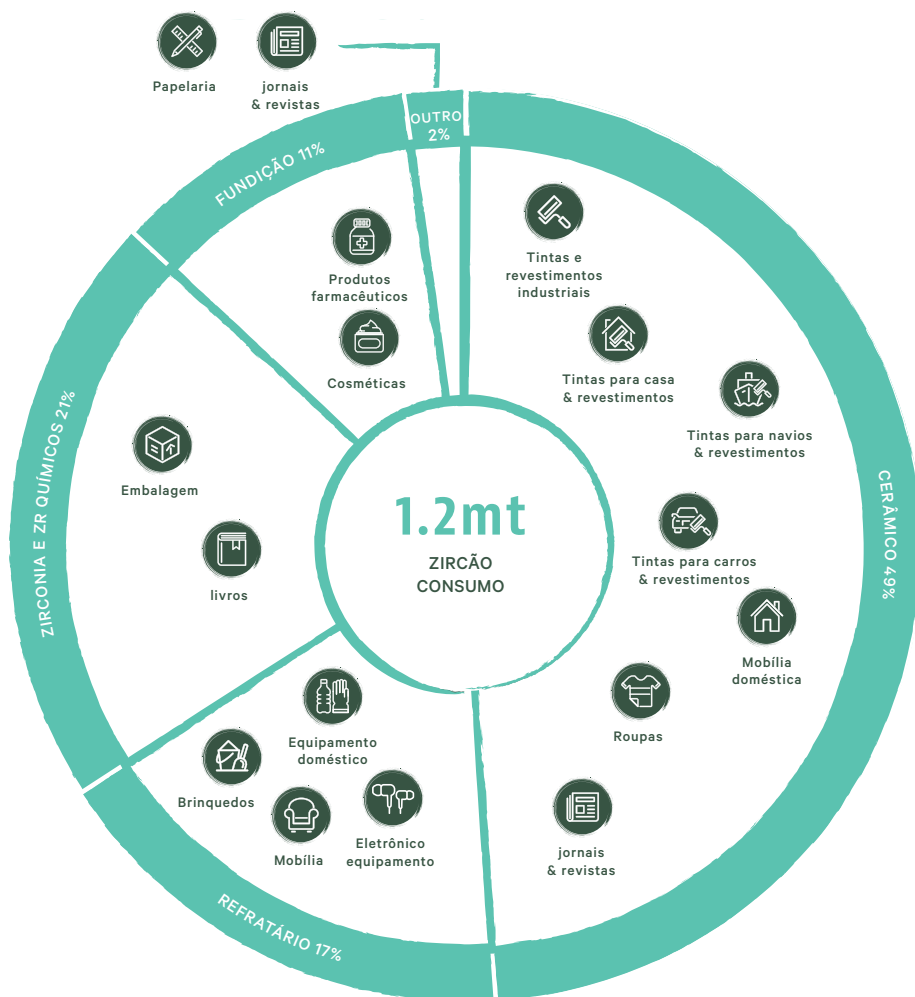 Papelaria
jornais
& revistas
OUTRO
2%
FUNDIÇÃO 11%
Produtos
farmacêuticos
Cosméticas
Tintas e
revestimentos
industriais
Tintas para casa
& revestimentos
Tintas para navios
& revestimentos
Tintas para carros
& revestimentos
Mobília
doméstica
Roupas
jornais
& revistas
CERÂMICO 49%
ZIRCONIA E ZR QUÍMICOS 21%
Embalagem
livros
1.2mt
ZIRCÃO
CONSUMO
Equipamento
doméstico
Brinquedos
Mobília
Eletrônico
equipamento
REFRATÁRIO 17%